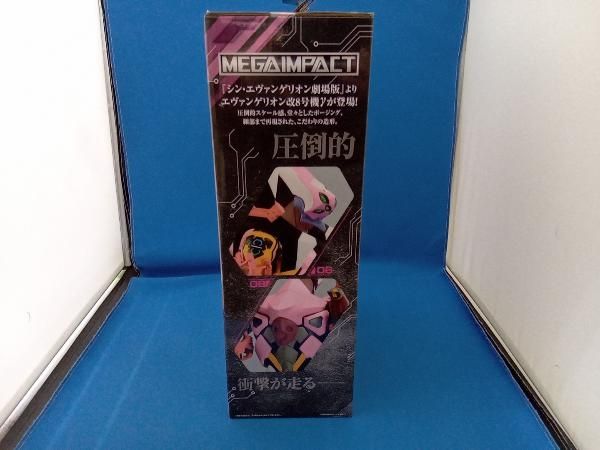 MEGAIMPACT
「シン・エヴァンゲリオン劇場版」より
エヴァンゲリオン改8号機γが登場!
圧倒的スケール感、堂々としたポージング、
細部まで再現された、こだわりの造形。
圧倒的
08
08
衝撃が走る──